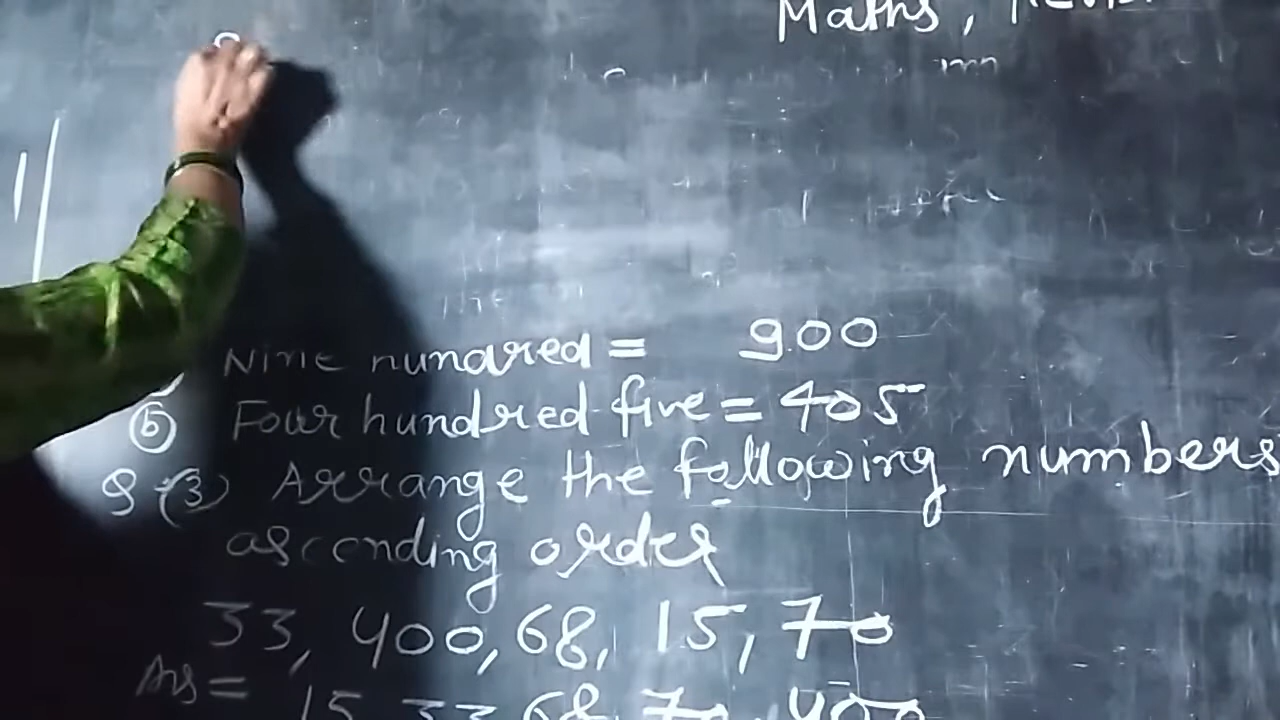 Maths,
Nine hundred = 900
(5) Four hundred five = 405
Q (3) Arrange the following numbers
ascending order
33, 400, 68, 15, 70
Ans = 15, 33, 68, 70, 400